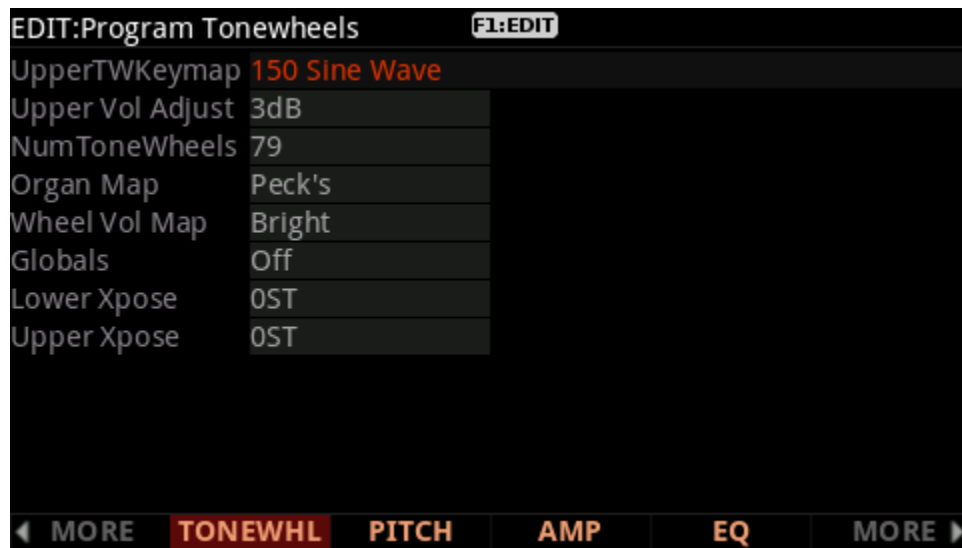 EDIT:Program Tonewheels F1:EDIT
UpperTWKeymap 150 Sine Wave
Upper Vol Adjust 3dB
NumToneWheels 79
Organ Map Peck's
Wheel Vol Map Bright
Globals Off
Lower Xpose 0ST
Upper Xpose 0ST
MORE TONEWHL PITCH AMP EQ MORE